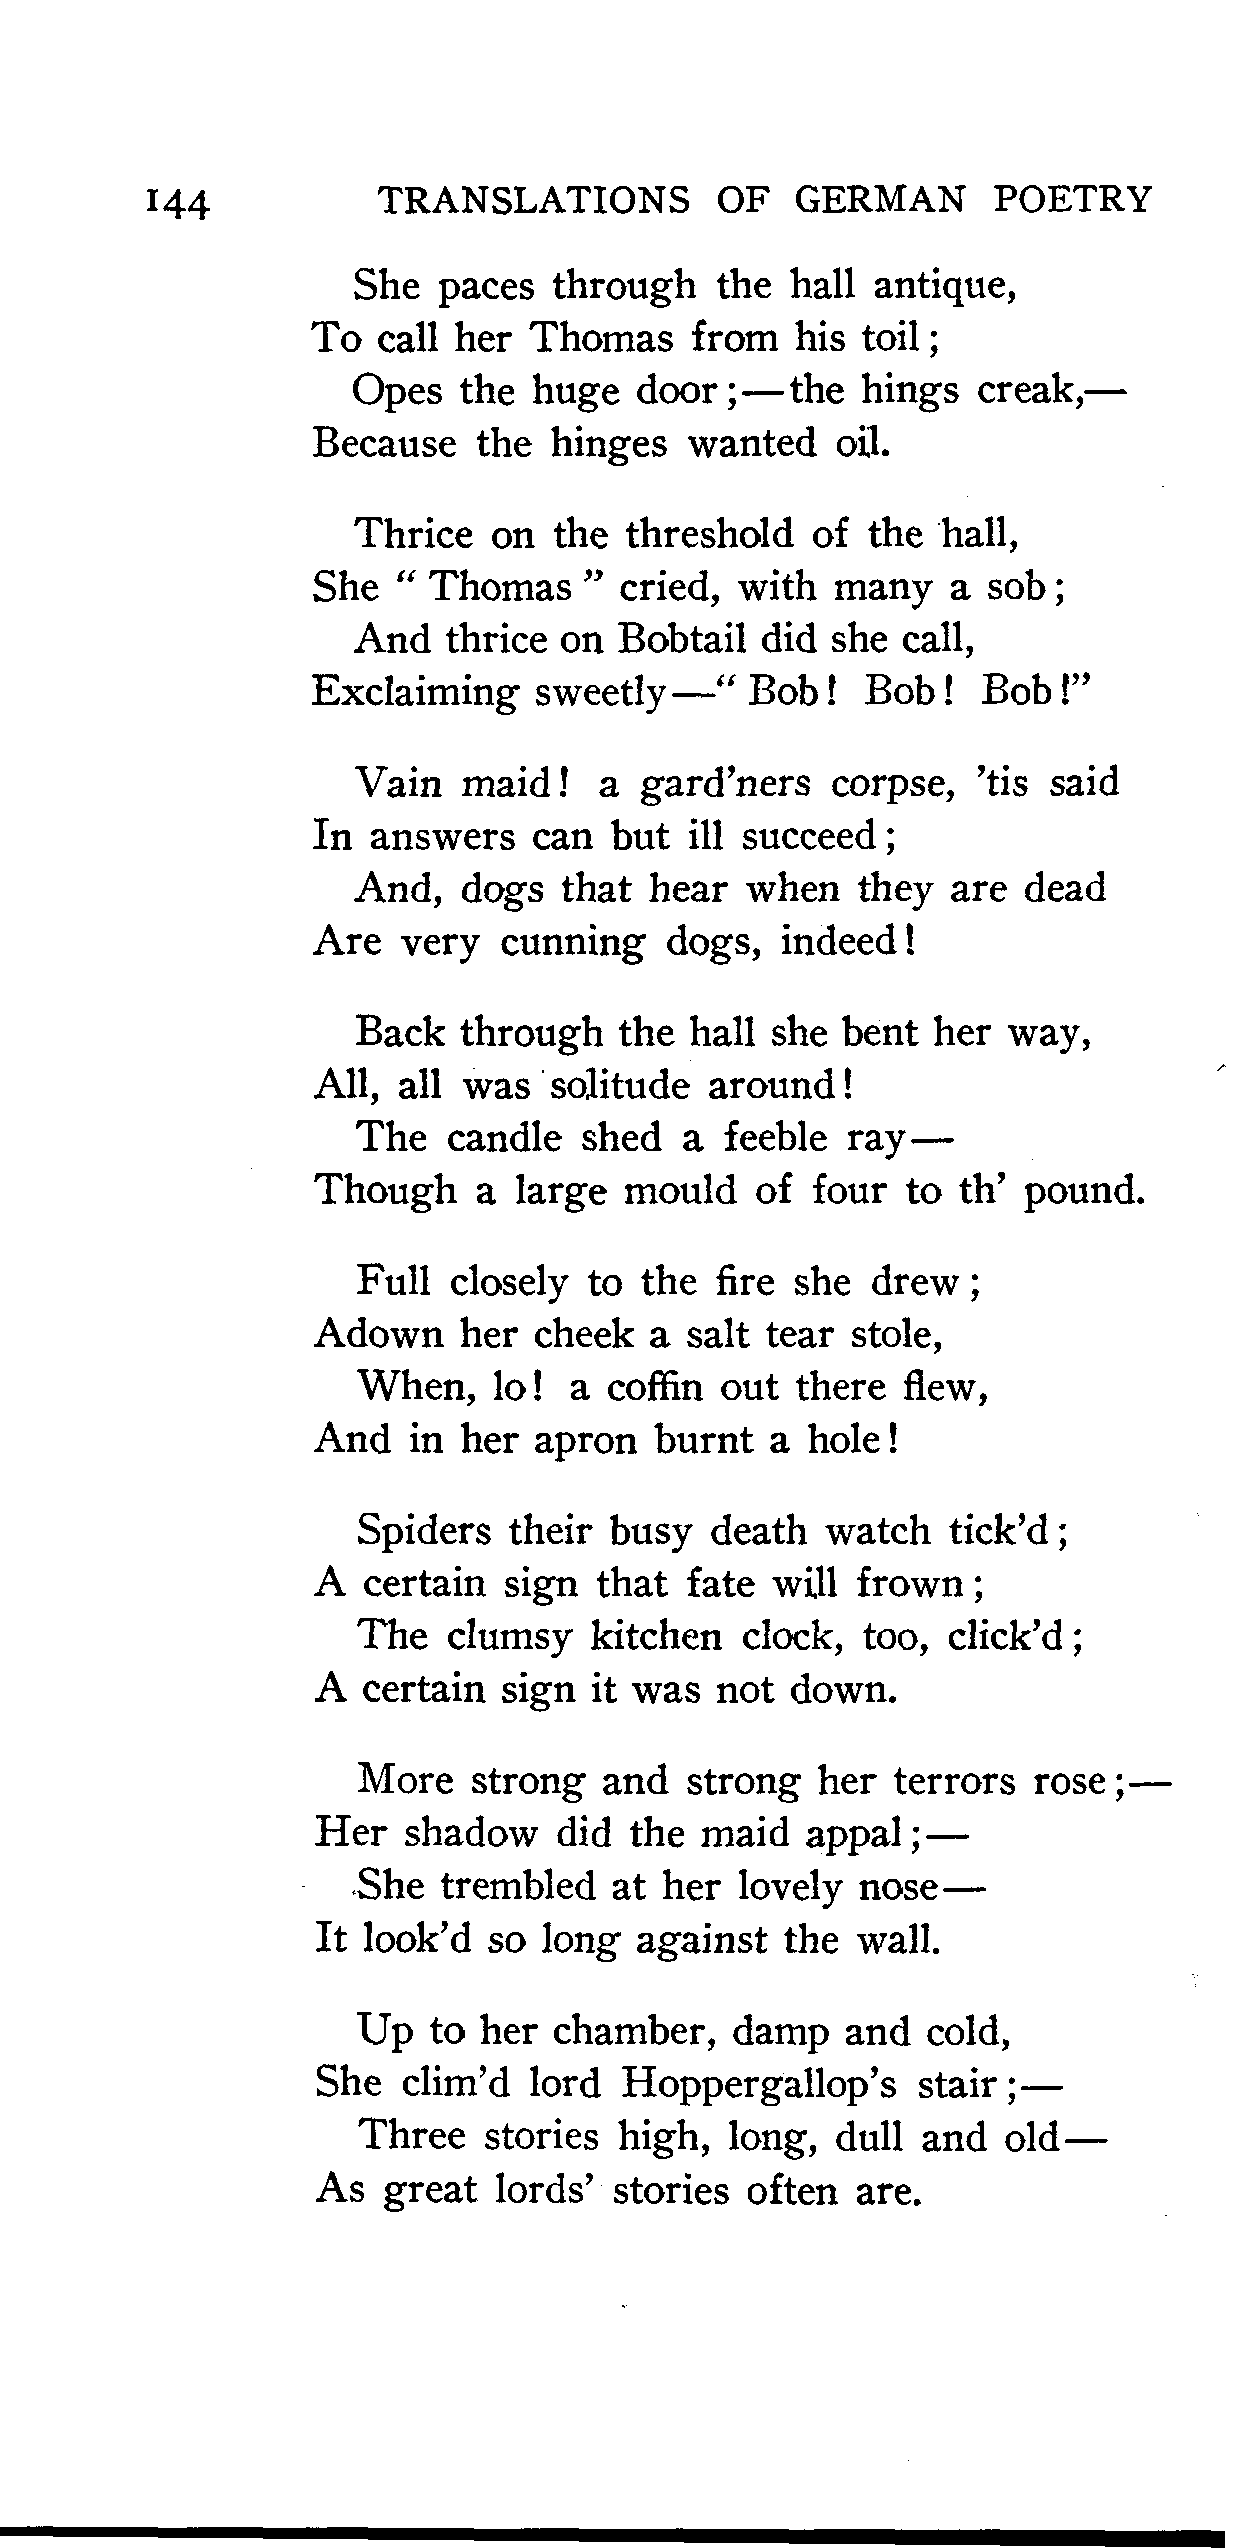 144 TRANSLATIONS OF GERMAN POETRY
She paces through the hall antique,
To call her Thomas from his toil;
Opes the huge door;—the hings creak,—
Because the hinges wanted oil.
Thrice on the threshold of the hall,
She "Thomas" cried, with many a sob;
And thrice on Bobtail did she call,
Exclaiming sweetly—"Bob! Bob! Bob!"
Vain maid! a gard'ners corpse, 'tis said
In answers can but ill succeed;
And, dogs that hear when they are dead
Are very cunning dogs, indeed!
Back through the hall she bent her way,
All, all was solitude around!
The candle shed a feeble ray—
Though a large mould of four to th' pound.
Full closely to the fire she drew;
Adown her cheek a salt tear stole,
When, lo! a coffin out there flew,
And in her apron burnt a hole!
Spiders their busy death watch tick'd;
A certain sign that fate will frown;
The clumsy kitchen clock, too, click'd;
A certain sign it was not down.
More strong and strong her terrors rose;—
Her shadow did the maid appal;—
She trembled at her lovely nose—
It look'd so long against the wall.
Up to her chamber, damp and cold,
She clim'd lord Hoppergallop's stair;—
Three stories high, long, dull and old—
As great lords' stories often are.